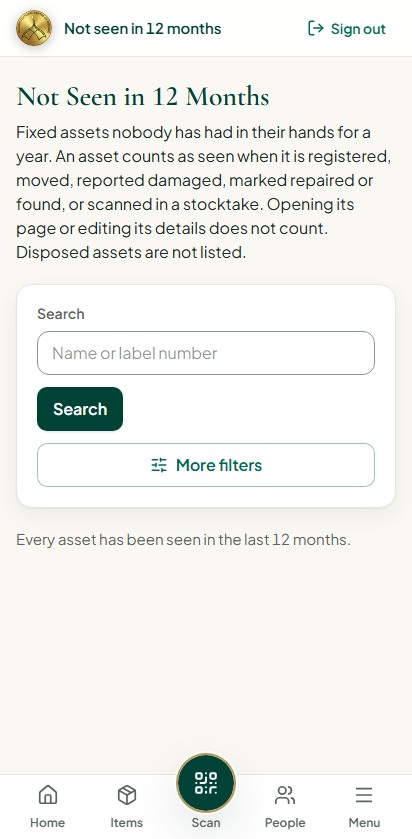 Not seen in 12 months
Sign out
Not Seen in 12 Months
Fixed assets nobody has had in their hands for a
year. An asset counts as seen when it is registered,
moved, reported damaged, marked repaired or
found, or scanned in a stocktake. Opening its
page or editing its details does not count.
Disposed assets are not listed.
Search
Name or label number
Search
More filters
Every asset has been seen in the last 12 months.
Home
Items
Scan
People
Menu